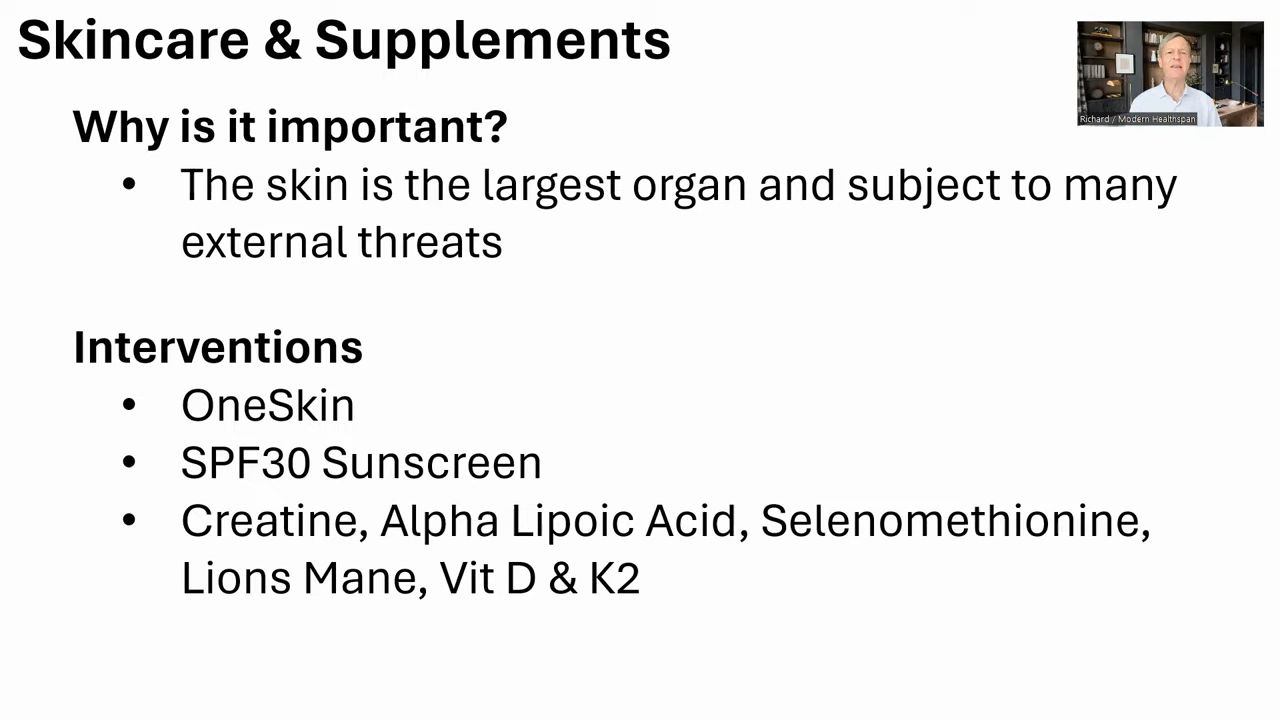 Skincare & Supplements
Richard / Modern Healthspan
Why is it important?
• The skin is the largest organ and subject to many
external threats
Interventions
• OneSkin
• SPF30 Sunscreen
• Creatine, Alpha Lipoic Acid, Selenomethionine,
Lions Mane, Vit D & K2